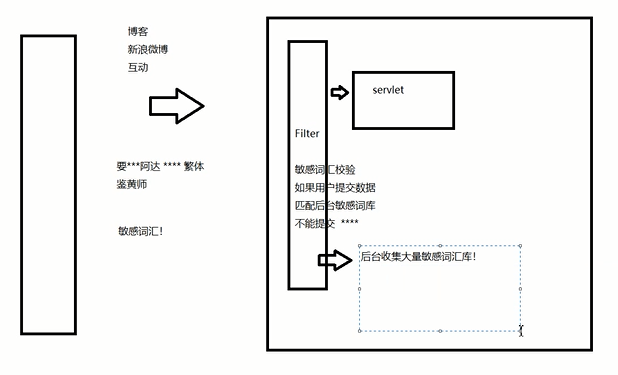 博客
新浪微博
互动
要***阿达 **** 繁体
鉴黄师
敏感词汇!
servlet
Filter
敏感词汇校验
如果用户提交数据
匹配后台敏感词库
不能提交 ****
后台收集大量敏感词汇库!